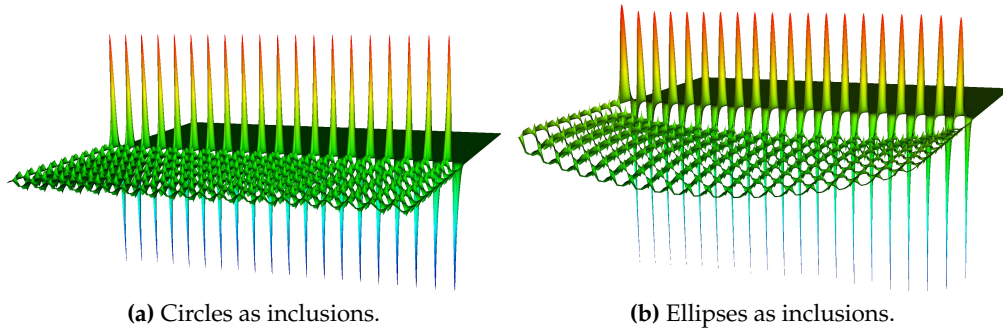 (a) Circles as inclusions.
(b) Ellipses as inclusions.